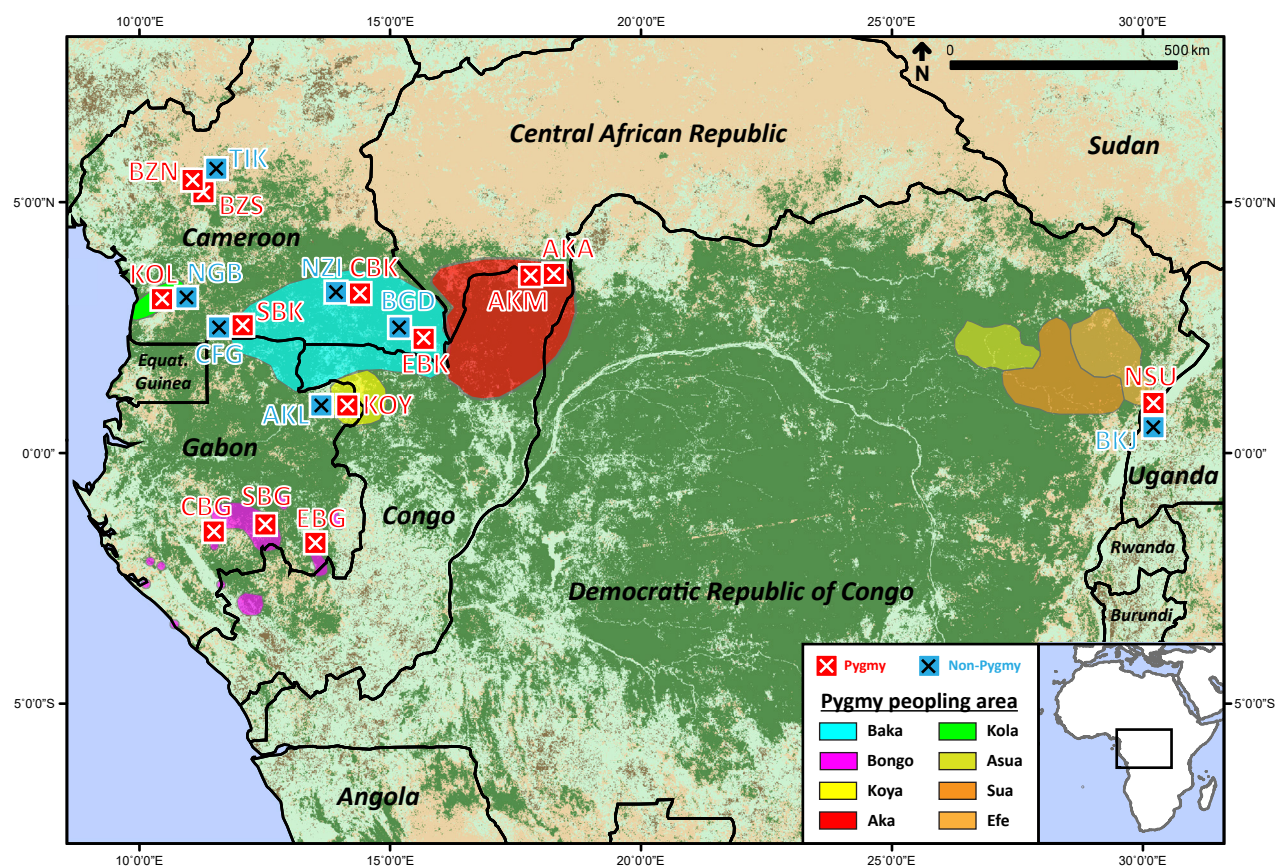 10°0'0"E 15°0'0"E 20°0'0"E 25°0'0"E 30°0'0"E
0 500 km
N
Central African Republic
Sudan
TIK
BZN
BZS
5°0'0"N 5°0'0"N
Cameroon
AKA
KOL NGB NZI CBK
AKM
SBK BGD
CFG EBK
Equat.
Guinea
NSU
AKL KOY
BKJ
Gabon
0°0'0" 0°0'0"
Uganda
CBG SBG EBG
Congo
Rwanda
Democratic Republic of Congo
Burundi
Pygmy Non-Pygmy
Pygmy peopling area
5°0'0"S 5°0'0"S
Baka Kola
Bongo Asua
Koya Sua
Aka Efe
Angola
10°0'0"E 15°0'0"E 20°0'0"E 25°0'0"E 30°0'0"E